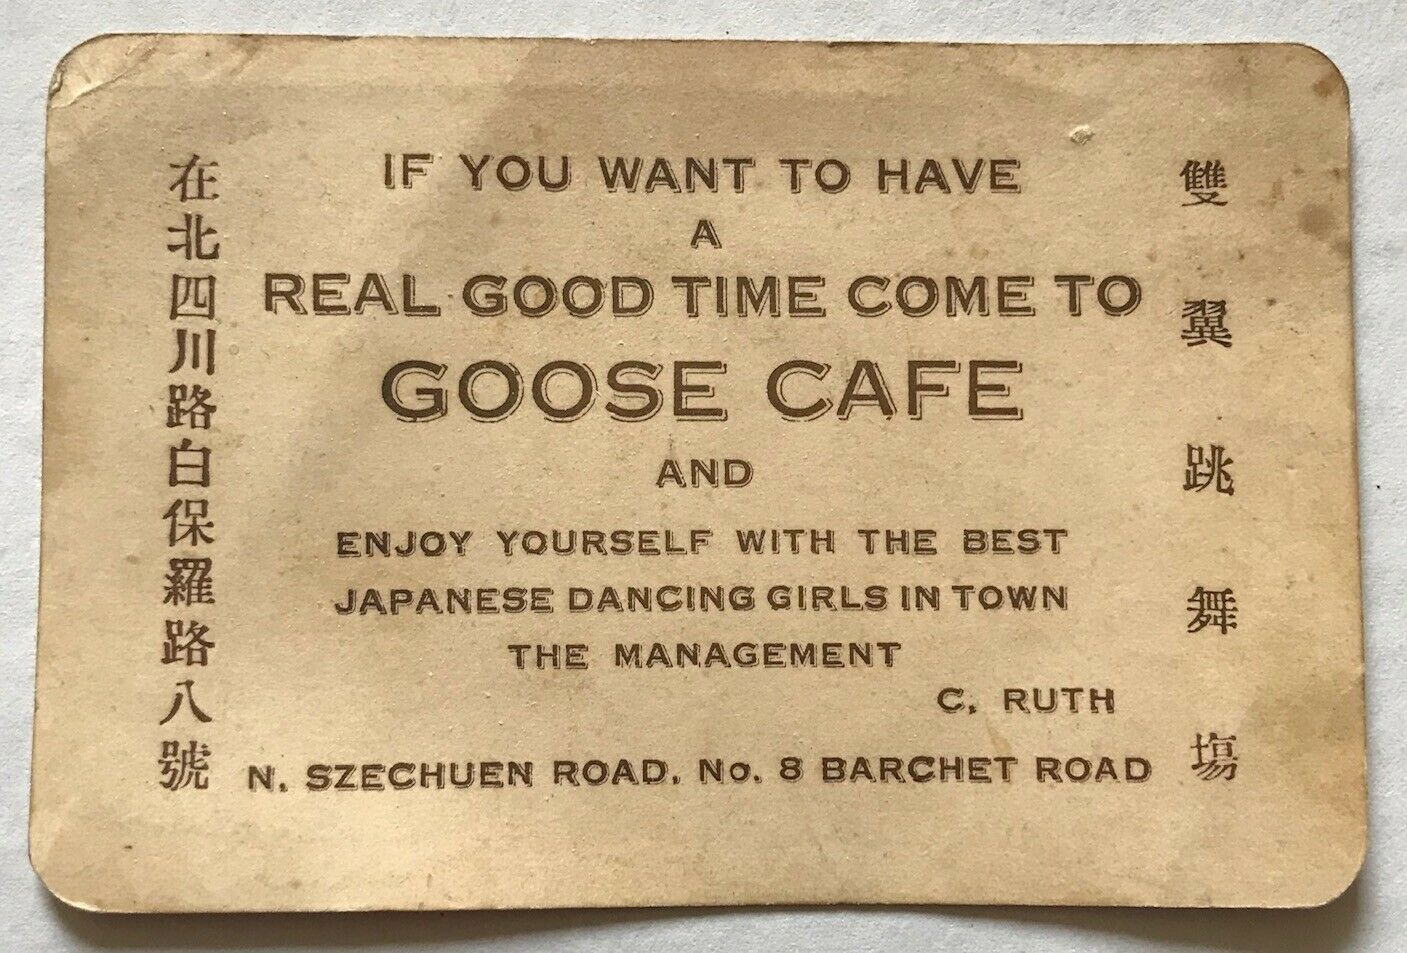 雙翼跳舞塲
IF YOU WANT TO HAVE
A
REAL GOOD TIME COME TO
GOOSE CAFE
AND
ENJOY YOURSELF WITH THE BEST
JAPANESE DANCING GIRLS IN TOWN
THE MANAGEMENT
C. RUTH
N. SZECHUEN ROAD, No. 8 BARCHET ROAD
在北四川路白保羅路八號